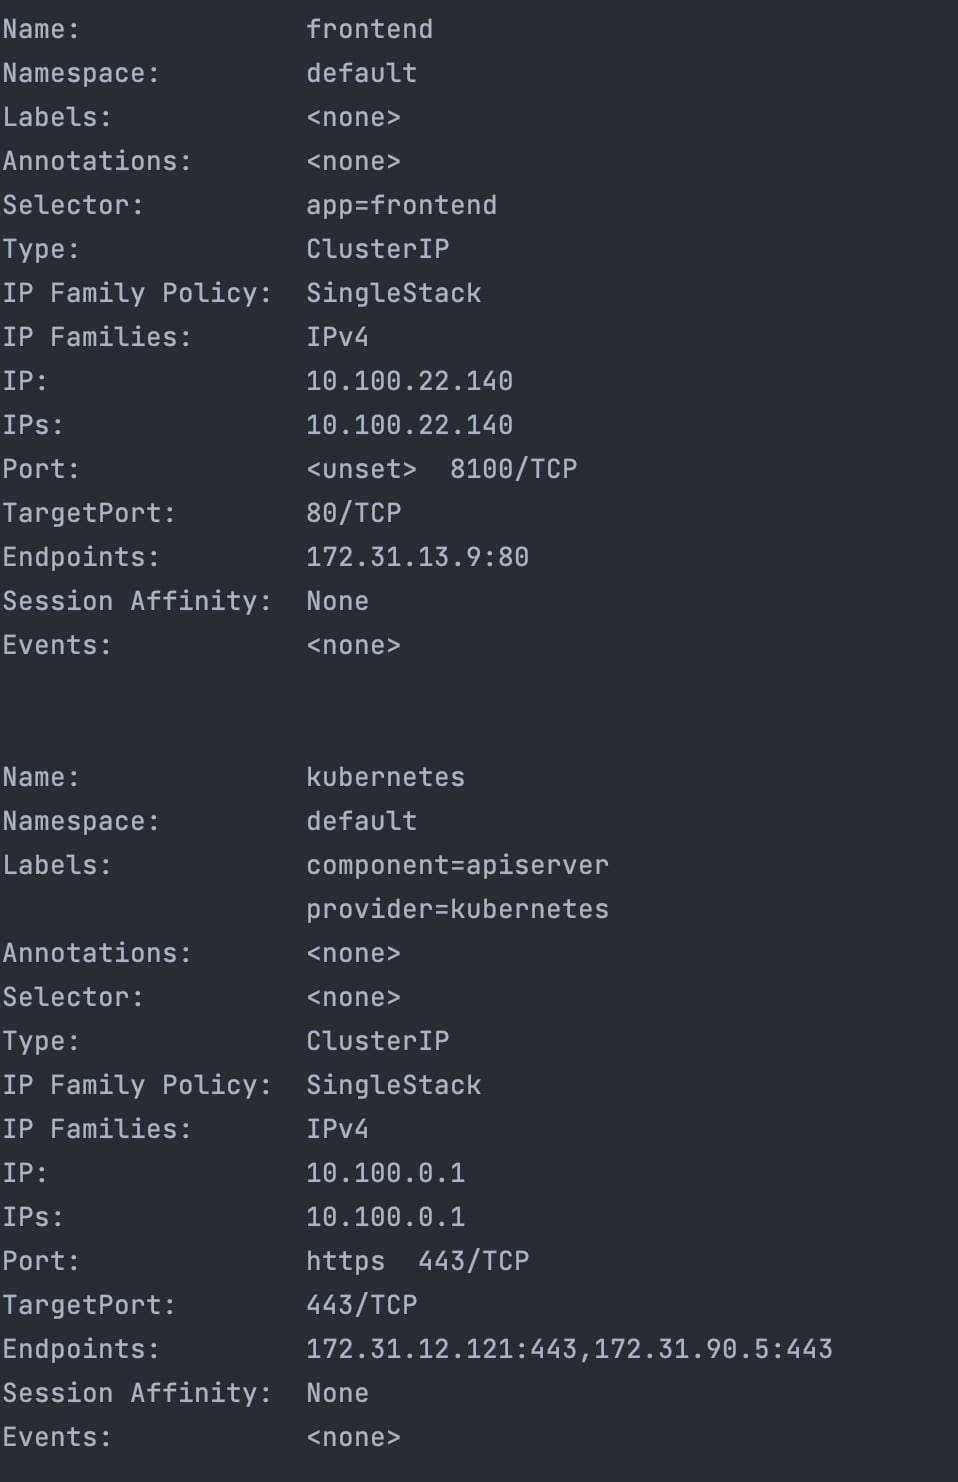 Name:              frontend
Namespace:         default
Labels:            <none>
Annotations:       <none>
Selector:          app=frontend
Type:              ClusterIP
IP Family Policy:  SingleStack
IP Families:       IPv4
IP:                10.100.22.140
IPs:               10.100.22.140
Port:              <unset>  8100/TCP
TargetPort:        80/TCP
Endpoints:         172.31.13.9:80
Session Affinity:  None
Events:            <none>
Name:              kubernetes
Namespace:         default
Labels:            component=apiserver
                   provider=kubernetes
Annotations:       <none>
Selector:          <none>
Type:              ClusterIP
IP Family Policy:  SingleStack
IP Families:       IPv4
IP:                10.100.0.1
IPs:               10.100.0.1
Port:              https  443/TCP
TargetPort:        443/TCP
Endpoints:         172.31.12.121:443,172.31.90.5:443
Session Affinity:  None
Events:            <none>